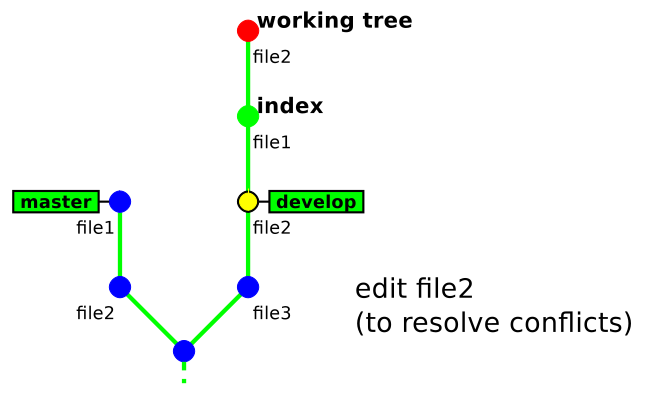 working tree
file2
index
file1
master
develop
file1
file2
file2
file3
edit file2
(to resolve conflicts)